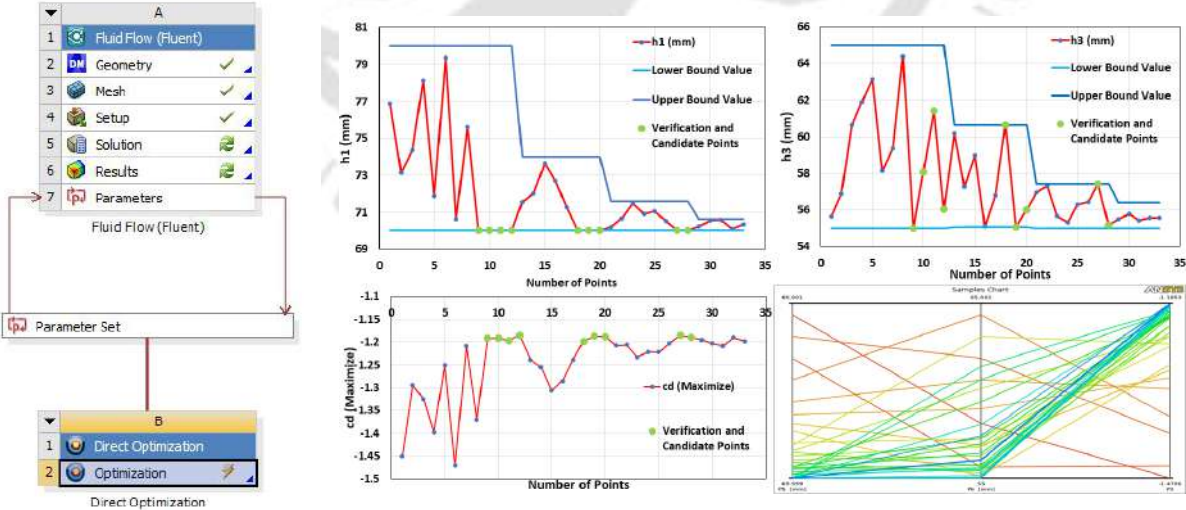 A
1 Fluid Flow (Fluent)
2 Geometry
3 Mesh
4 Setup
5 Solution
6 Results
7 Parameters
Fluid Flow (Fluent)
Parameter Set
B
1 Direct Optimization
2 Optimization
Direct Optimization
81
79
77
75
73
71
69
h1 (mm)
h1 (mm)
Lower Bound Value
Upper Bound Value
Verification and
Candidate Points
0 5 10 15 20 25 30 35
Number of Points
66
64
62
60
58
56
54
h3 (mm)
h3 (mm)
Lower Bound Value
Upper Bound Value
Verification and
Candidate Points
0 5 10 15 20 25 30 35
Number of Points
-1.1
-1.15
-1.2
-1.25
-1.3
-1.35
-1.4
-1.45
-1.5
cd (Maximize)
0 5 10 15 20 25 30 35
cd (Maximize)
Verification and
Candidate Points
Number of Points
Samples Chart
ANSYS